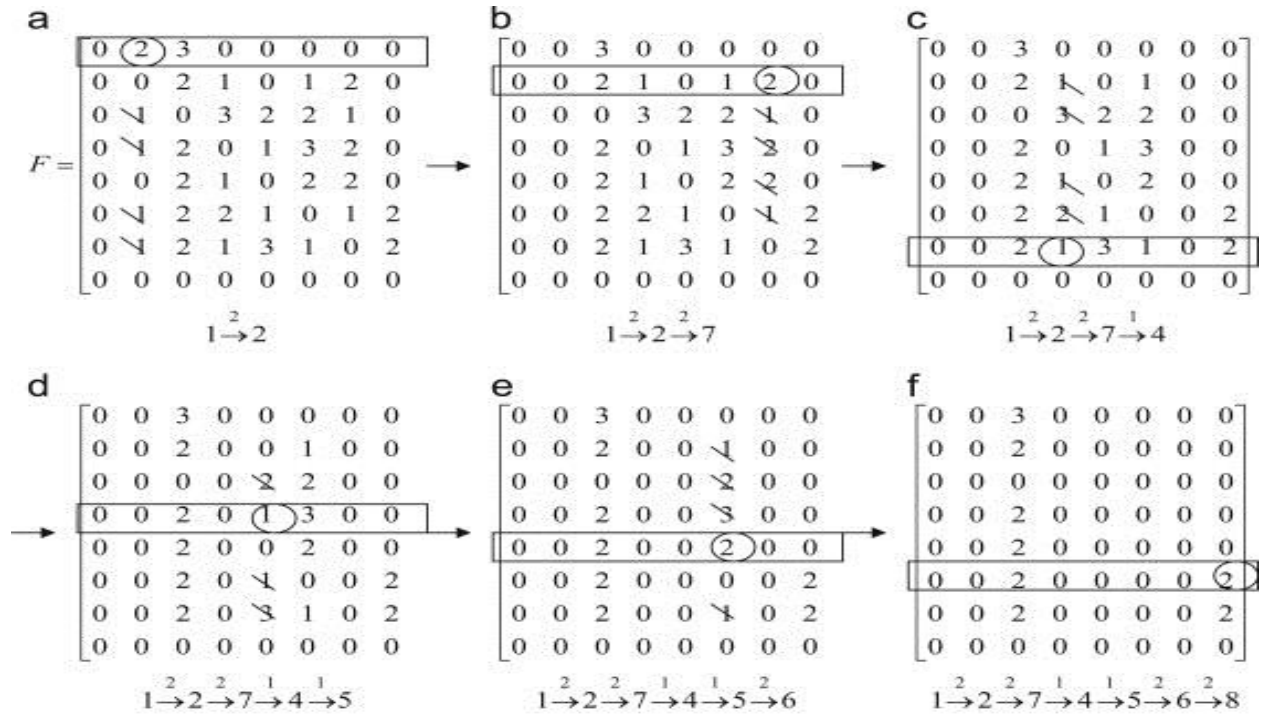 a
0 2 3 0 0 0 0 0
0 0 2 1 0 1 2 0
0 1 0 3 2 2 1 0
F = 0 1 2 0 1 3 2 0
0 0 2 1 0 2 2 0
0 1 2 2 1 0 1 2
0 1 2 1 3 1 0 2
0 0 0 0 0 0 0 0
1 →² 2
b
0 0 3 0 0 0 0 0
0 0 2 1 0 1 2 0
0 0 0 3 2 2 1 0
→ 0 0 2 0 1 3 2 0
0 0 2 1 0 2 2 0
0 0 2 2 1 0 1 2
0 0 2 1 3 1 0 2
0 0 0 0 0 0 0 0
1 →² 2 →² 7
c
0 0 3 0 0 0 0 0
0 0 2 1 0 1 0 0
0 0 0 3 2 2 0 0
→ 0 0 2 0 1 3 0 0
0 0 2 1 0 2 0 0
0 0 2 2 1 0 0 2
0 0 2 1 3 1 0 2
0 0 0 0 0 0 0 0
1 →² 2 →² 7 →¹ 4
d
0 0 3 0 0 0 0 0
0 0 2 0 0 1 0 0
0 0 0 0 2 2 0 0
→ 0 0 2 0 1 3 0 0
0 0 2 0 0 2 0 0
0 0 2 0 1 0 0 2
0 0 2 0 3 1 0 2
0 0 0 0 0 0 0 0
1 →² 2 →² 7 →¹ 4 →¹ 5
e
0 0 3 0 0 0 0 0
0 0 2 0 0 1 0 0
0 0 0 0 0 2 0 0
→ 0 0 2 0 0 3 0 0
0 0 2 0 0 2 0 0
0 0 2 0 0 0 0 2
0 0 2 0 0 1 0 2
0 0 0 0 0 0 0 0
1 →² 2 →² 7 →¹ 4 →¹ 5 →² 6
f
0 0 3 0 0 0 0 0
0 0 2 0 0 0 0 0
0 0 0 0 0 0 0 0
→ 0 0 2 0 0 0 0 0
0 0 2 0 0 0 0 0
0 0 2 0 0 0 0 2
0 0 2 0 0 0 0 2
0 0 0 0 0 0 0 0
1 →² 2 →² 7 →¹ 4 →¹ 5 →² 6 →² 8